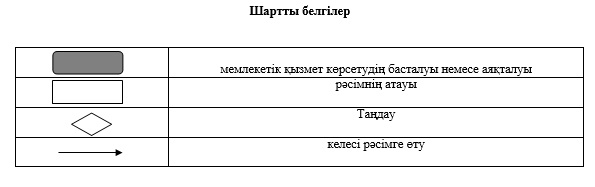 Шартты белгілер
мемлекетік қызмет көрсетудің басталуы немесе аяқталуы
рәсімнің атауы
Таңдау
келесі рәсімге өту